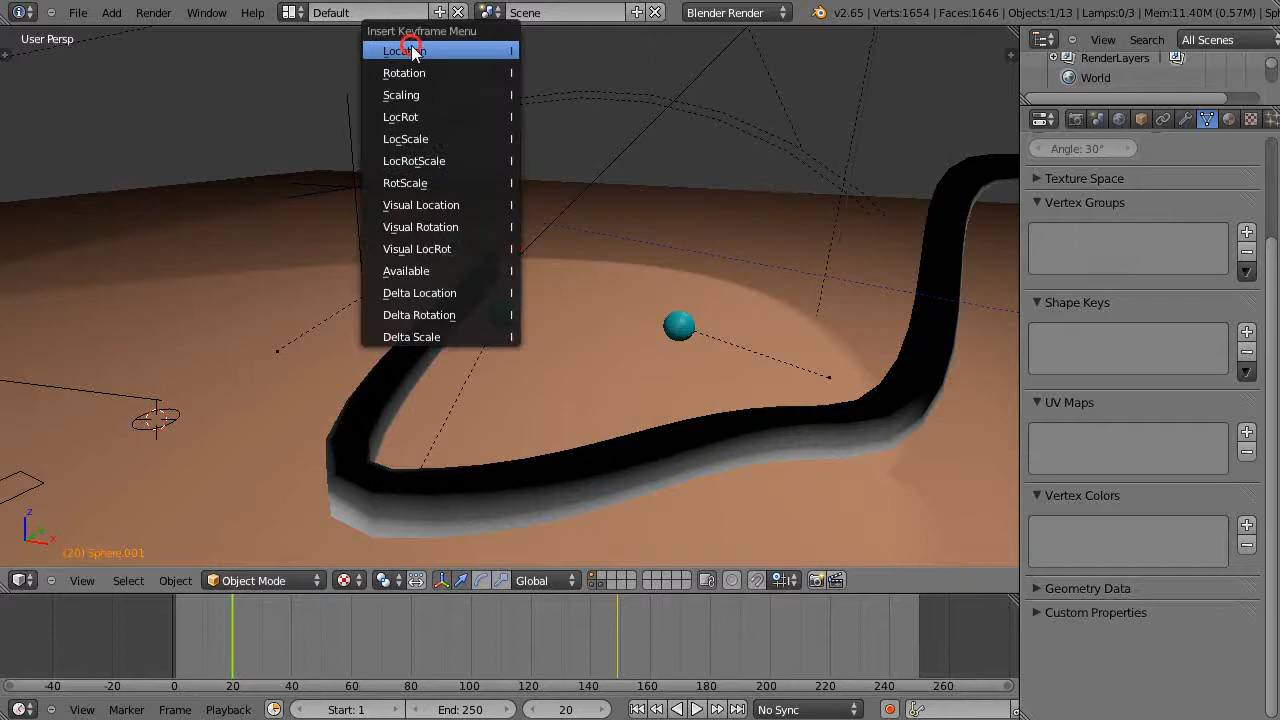 File Add Render Window Help Default Scene Blender Render v2.65 | Verts:1654 | Faces:1646 | Objects:1/13 | Lamps:0/3 | Mem:11.40M (0.57M) | Sp
User Persp
Insert Keyframe Menu
Location I
Rotation I
Scaling I
LocRot I
LocScale I
LocRotScale I
RotScale I
Visual Location I
Visual Rotation I
Visual LocRot I
Available I
Delta Location I
Delta Rotation I
Delta Scale I
z
y
x
(20) Sphere.001
View Search All Scenes
RenderLayers
World
Angle: 30°
Texture Space
Vertex Groups
Shape Keys
UV Maps
Vertex Colors
Geometry Data
Custom Properties
View Select Object Object Mode Global
-40 -20 0 20 40 60 80 100 120 140 160 180 200 220 240 260
View Marker Frame Playback Start: 1 End: 250 20 No Sync